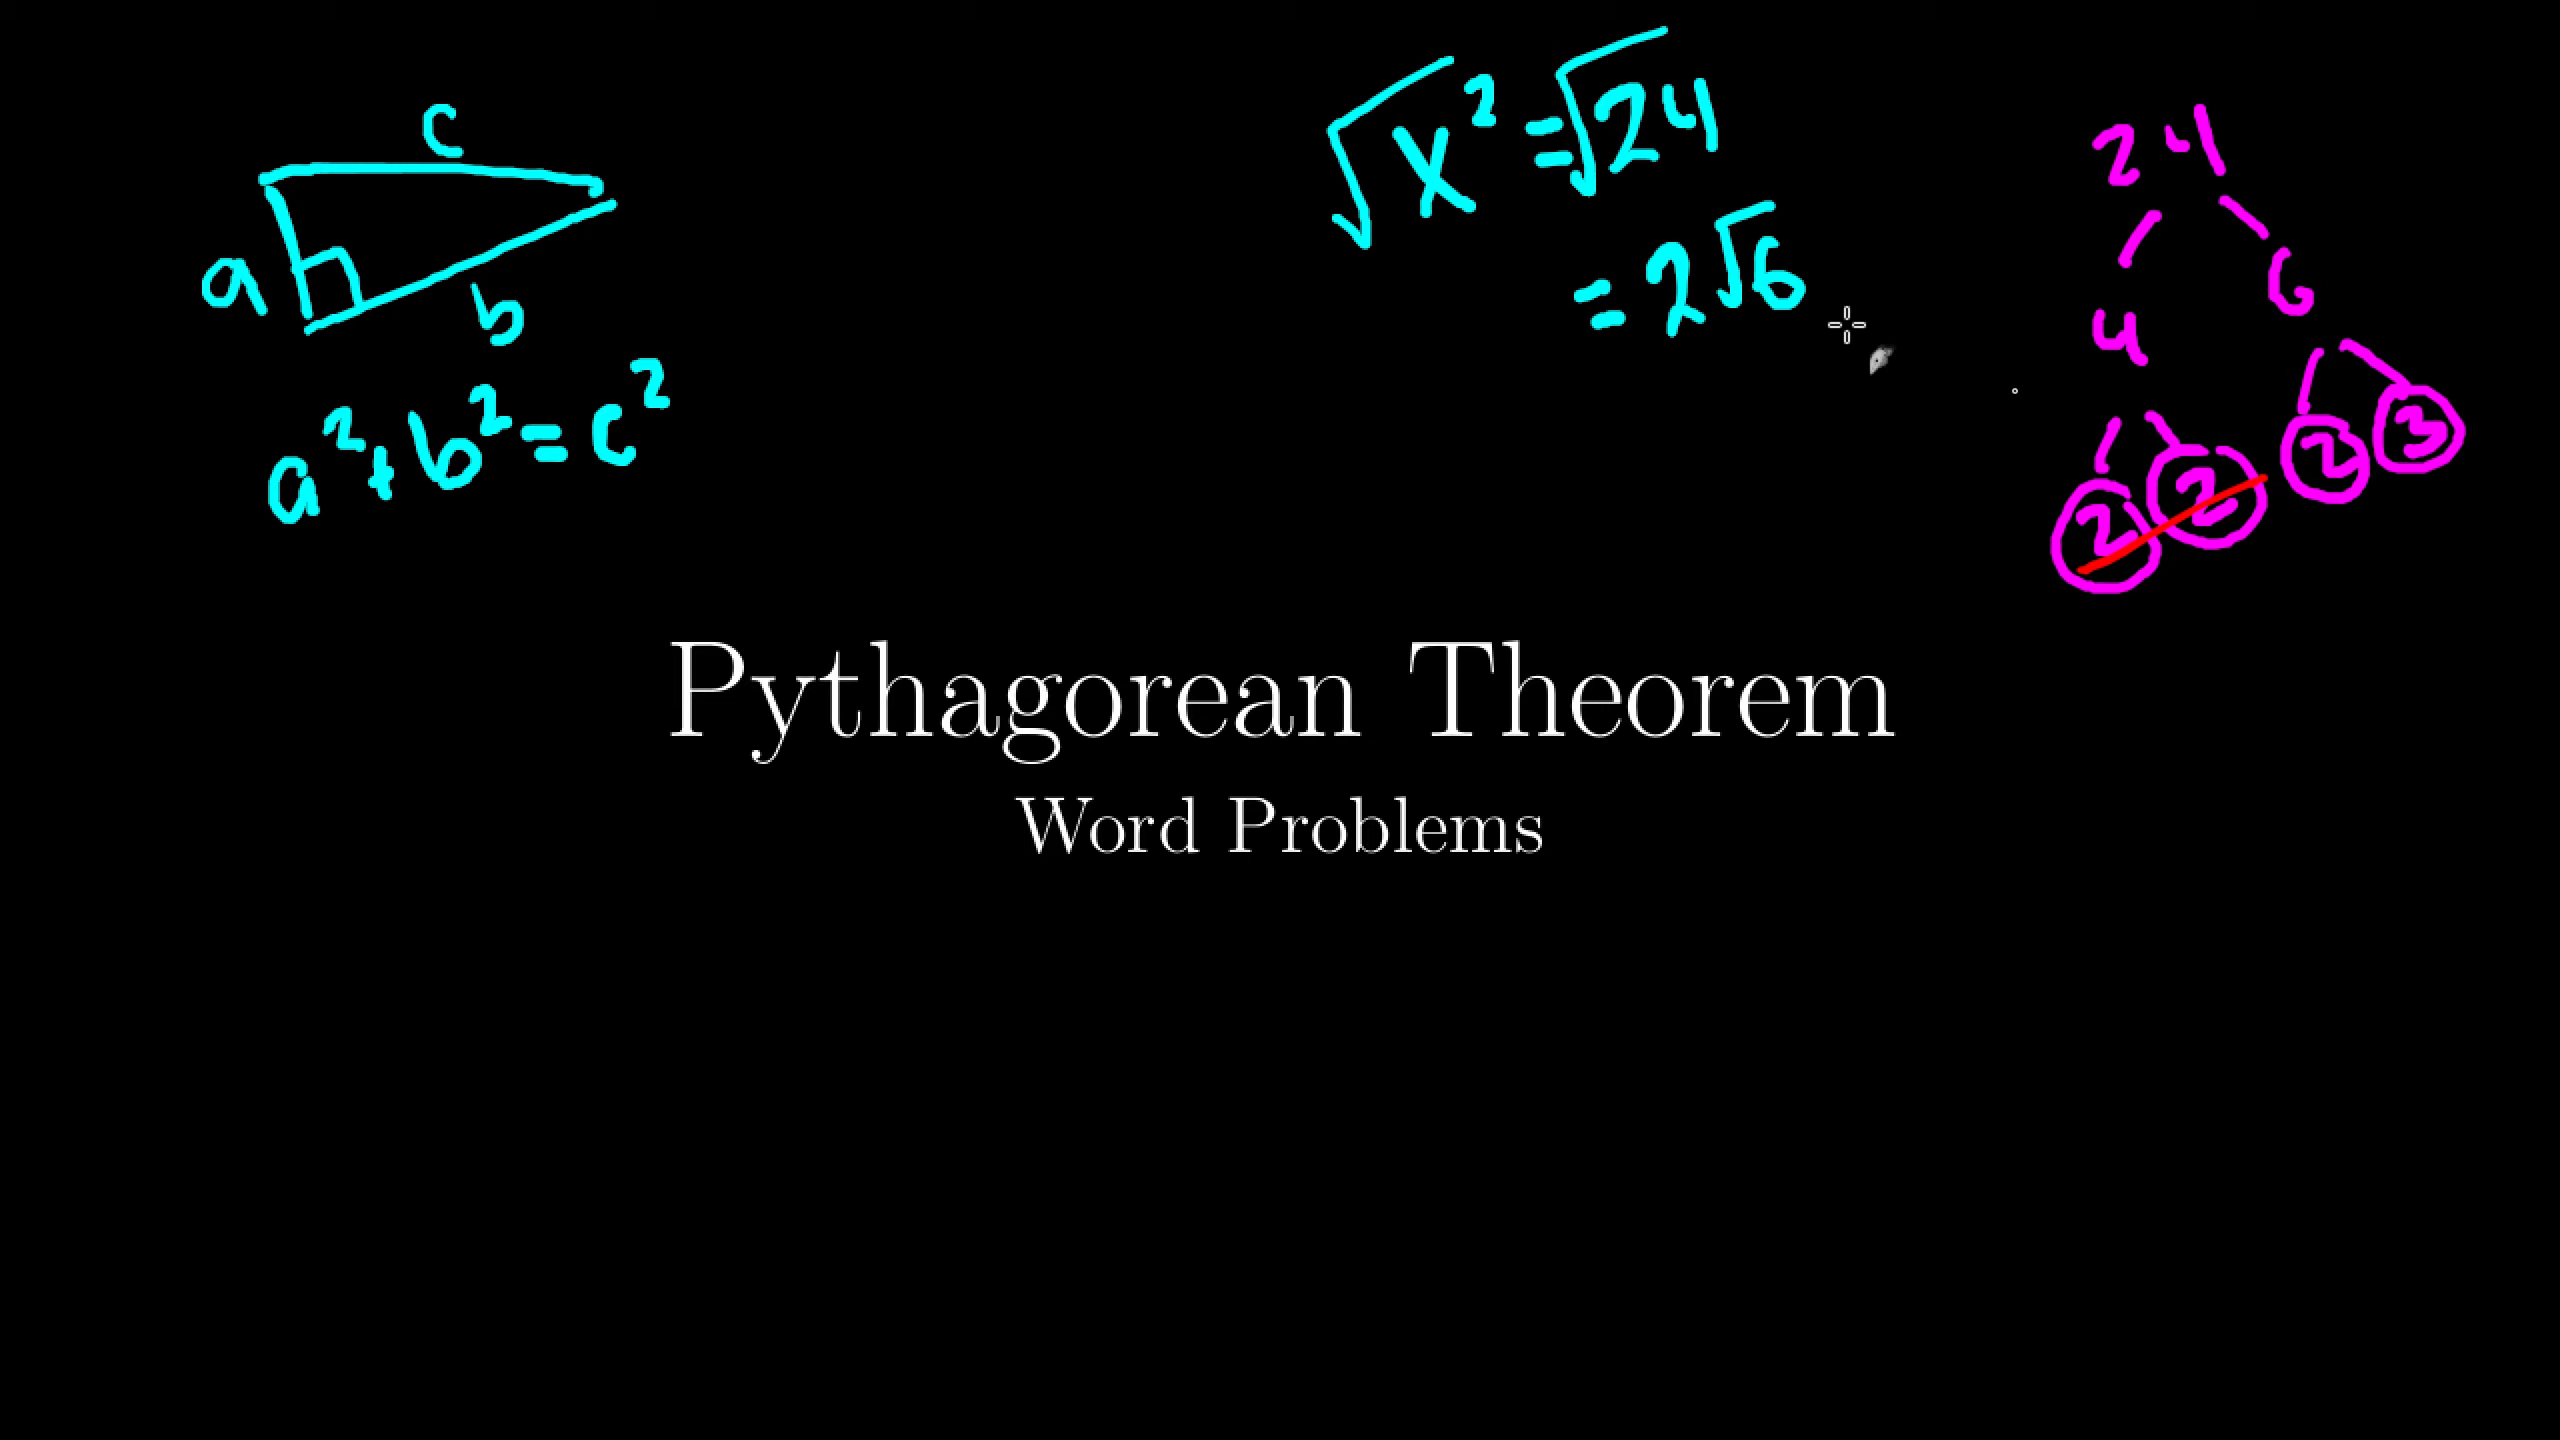 c
a
b
a²+b²=c²
√x² = √24
= 2√6
24
4 6
2 2 2 3
Pythagorean Theorem
Word Problems